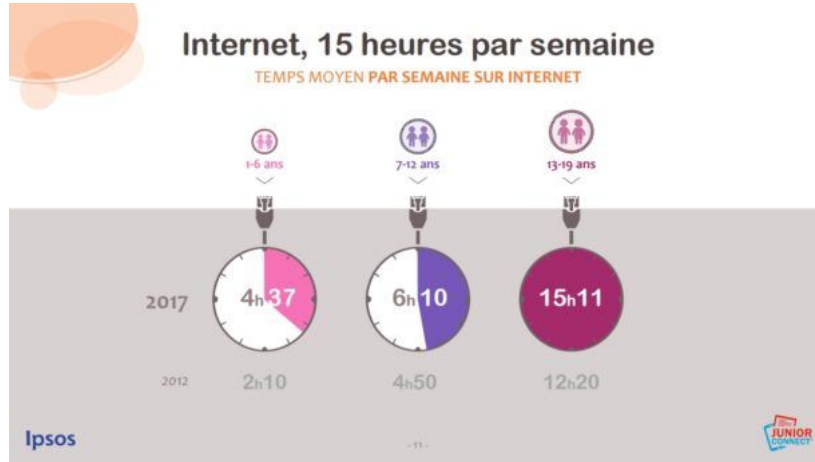 Internet, 15 heures par semaine
TEMPS MOYEN PAR SEMAINE SUR INTERNET
1-6 ans 7-12 ans 13-19 ans
2017 4h37 6h10 15h11
2012 2h10 4h50 12h20
Ipsos - 11 - JUNIOR
CONNECT'